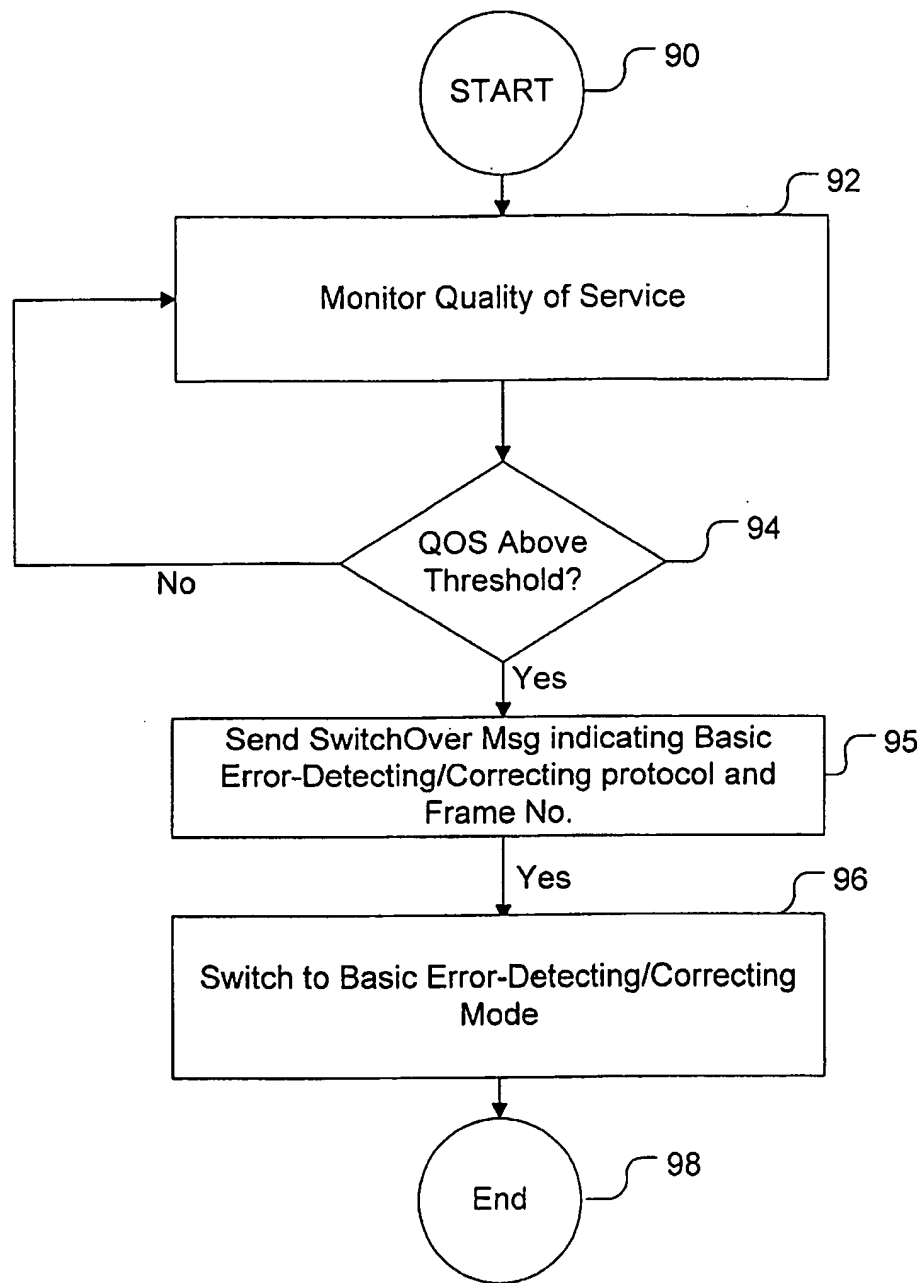 START
90
92
Monitor Quality of Service
QOS Above
Threshold?
94
No
Yes
Send SwitchOver Msg indicating Basic
Error-Detecting/Correcting protocol and
Frame No.
95
Yes
96
Switch to Basic Error-Detecting/Correcting
Mode
End
98